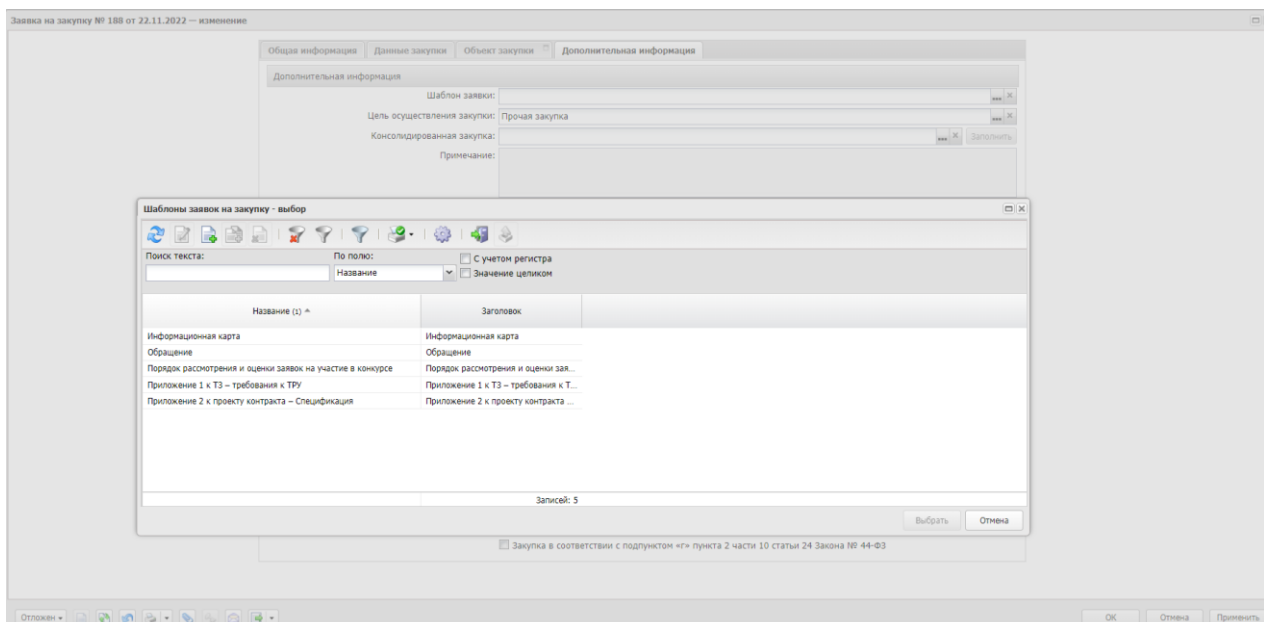 Заявка на закупку № 188 от 22.11.2022 — изменение
Общая информация Данные закупки Объект закупки Дополнительная информация
Дополнительная информация
Шаблон заявки:
Цель осуществления закупки: Прочая закупка
Консолидированная закупка: Заполнить
Примечание:
Шаблоны заявок на закупку - выбор
Поиск текста: По полю: С учетом регистра
Название Значение целиком
Название (1) Заголовок
Информационная карта Информационная карта
Обращение Обращение
Порядок рассмотрения и оценки заявок на участие в конкурсе Порядок рассмотрения и оценки зая...
Приложение 1 к ТЗ – требования к ТРУ Приложение 1 к ТЗ – требования к Т...
Приложение 2 к проекту контракта – Спецификация Приложение 2 к проекту контракта ...
Записей: 5
Выбрать Отмена
Закупка в соответствии с подпунктом «г» пункта 2 части 10 статьи 24 Закона № 44-ФЗ
Отложен OK Отмена Применить